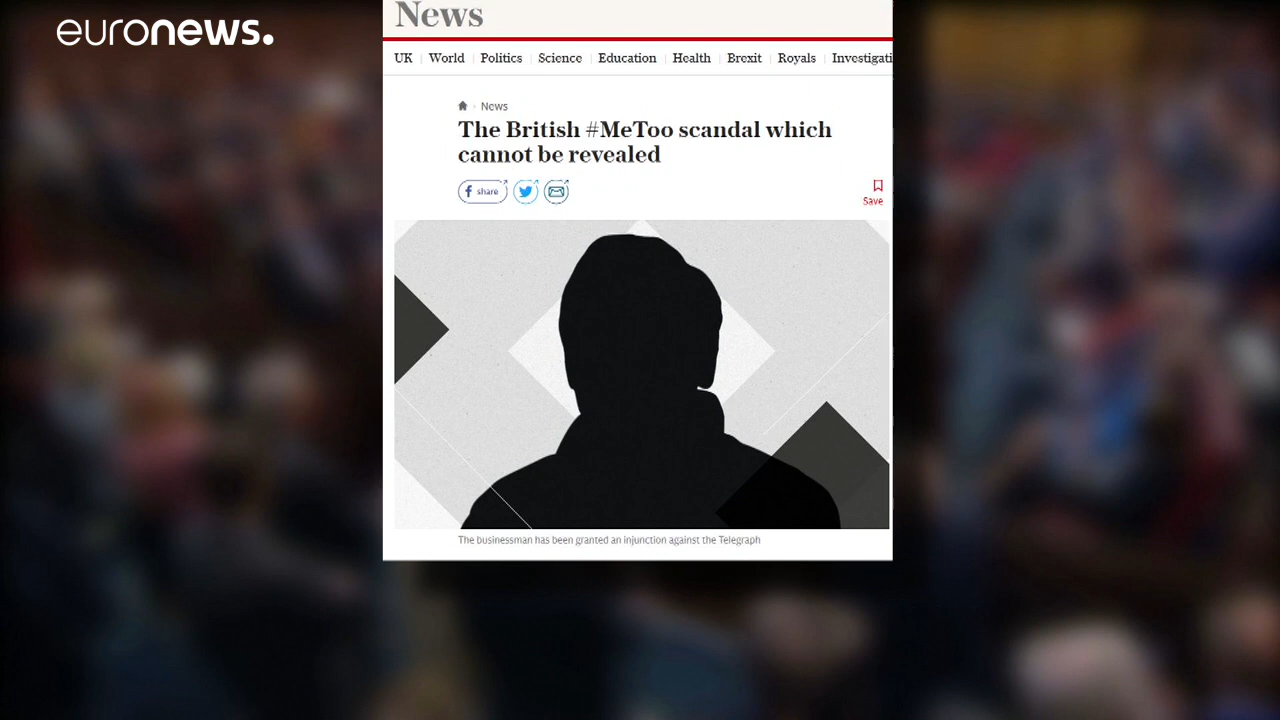 euronews.
News
UK World Politics Science Education Health Brexit Royals Investigati
News
The British #MeToo scandal which
cannot be revealed
share
Save
The businessman has been granted an injunction against the Telegraph